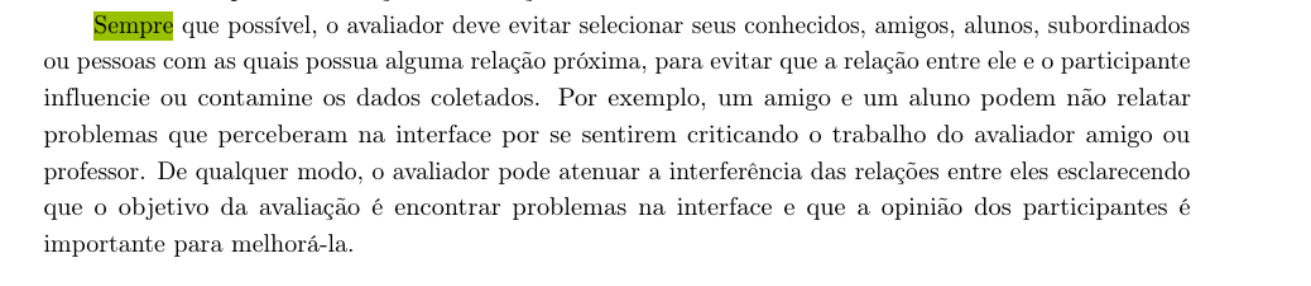 Sempre que possível, o avaliador deve evitar selecionar seus conhecidos, amigos, alunos, subordinados
ou pessoas com as quais possua alguma relação próxima, para evitar que a relação entre ele e o participante
influencie ou contamine os dados coletados. Por exemplo, um amigo e um aluno podem não relatar
problemas que perceberam na interface por se sentirem criticando o trabalho do avaliador amigo ou
professor. De qualquer modo, o avaliador pode atenuar a interferência das relações entre eles esclarecendo
que o objetivo da avaliação é encontrar problemas na interface e que a opinião dos participantes é
importante para melhorá-la.